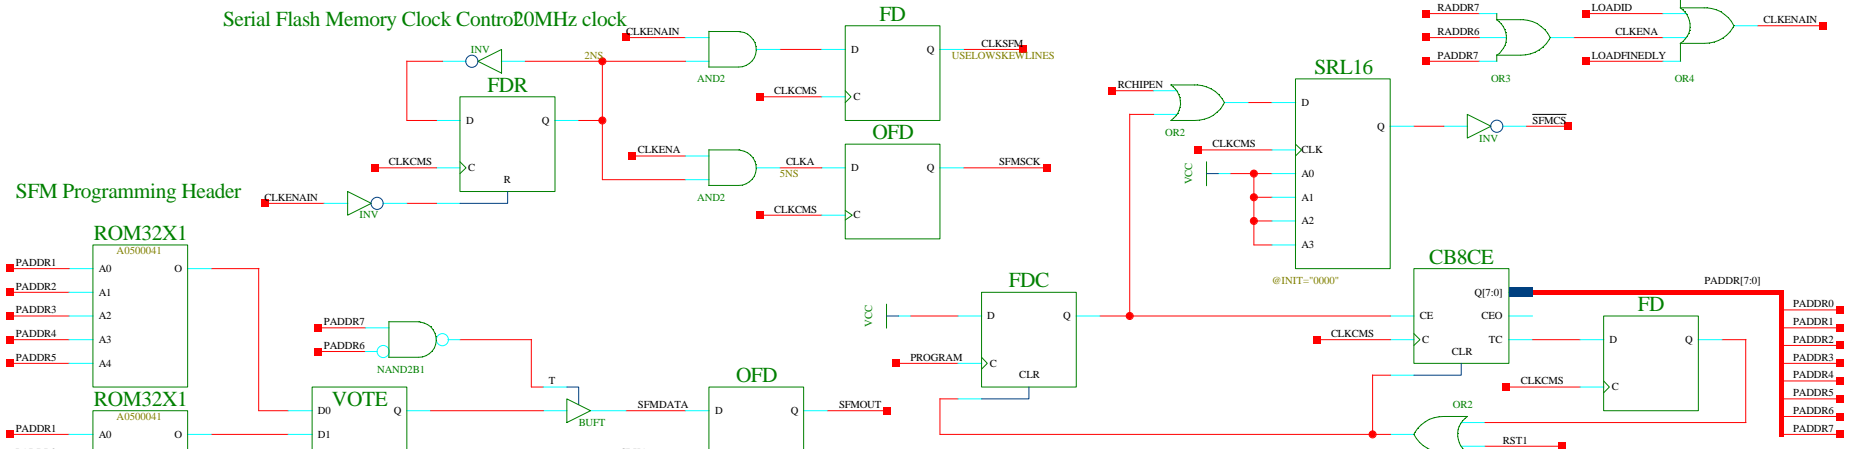 Serial Flash Memory Clock Control
20MHz clock
CLKENAIN
AND2
FD
D
Q
C
CLKSFM
USELOWSKEWLINES
CLKCMS
INV
2NS
FDR
D
Q
C
R
CLKCMS
CLKENA
AND2
CLKA
5NS
OFD
D
Q
C
SFMSCK
CLKCMS
CLKENAIN
INV
RADDR7
RADDR6
PADDR7
OR3
LOADID
CLKENA
LOADFINEDLY
OR4
CLKENAIN
RCHIPEN
OR2
SRL16
D
CLK
A0
A1
A2
A3
Q
CLKCMS
VCC
@INIT="0000"
INV
SFMCS
SFM Programming Header
ROM32X1
A0500041
PADDR1
PADDR2
PADDR3
PADDR4
PADDR5
A0
A1
A2
A3
A4
O
PADDR7
PADDR6
NAND2B1
ROM32X1
A0500041
PADDR1
A0
O
VOTE
D0
D1
Q
T
BUFT
SFMDATA
OFD
D
Q
SFMOUT
VCC
FDC
D
Q
C
CLR
PROGRAM
CB8CE
Q[7:0]
CE
CEO
C
TC
CLR
CLKCMS
PADDR[7:0]
FD
D
Q
C
CLKCMS
OR2
RST1
PADDR0
PADDR1
PADDR2
PADDR3
PADDR4
PADDR5
PADDR6
PADDR7